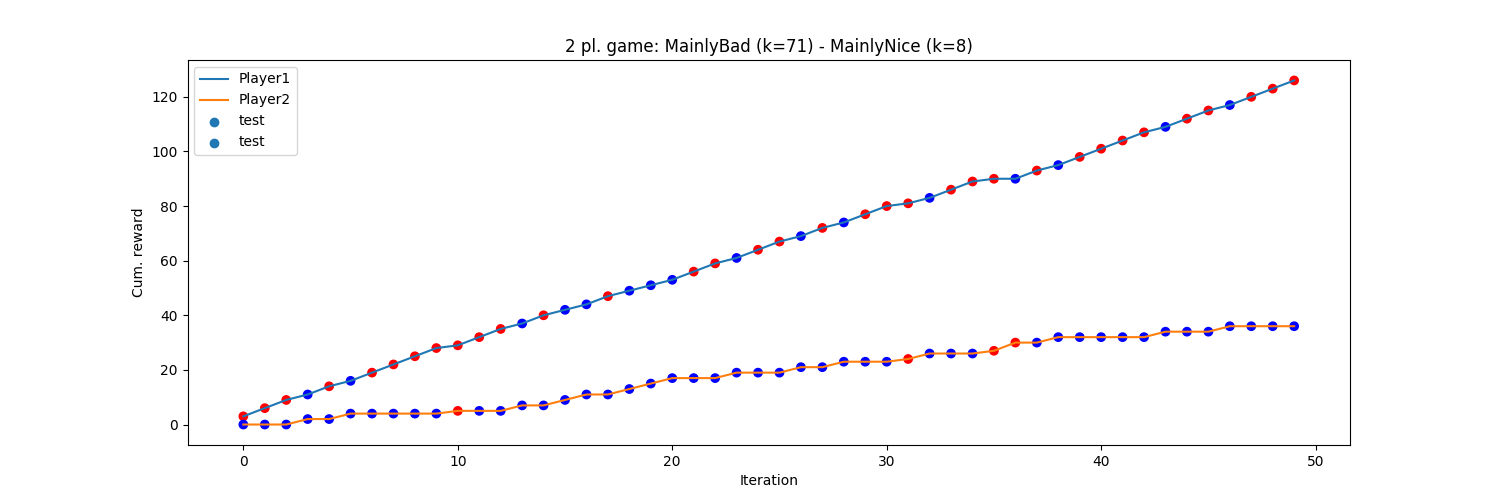 2 pl. game: MainlyBad (k=71) - MainlyNice (k=8)
Player1
Player2
test
test
Cum. reward
120
100
80
60
40
20
0
0 10 20 30 40 50
Iteration